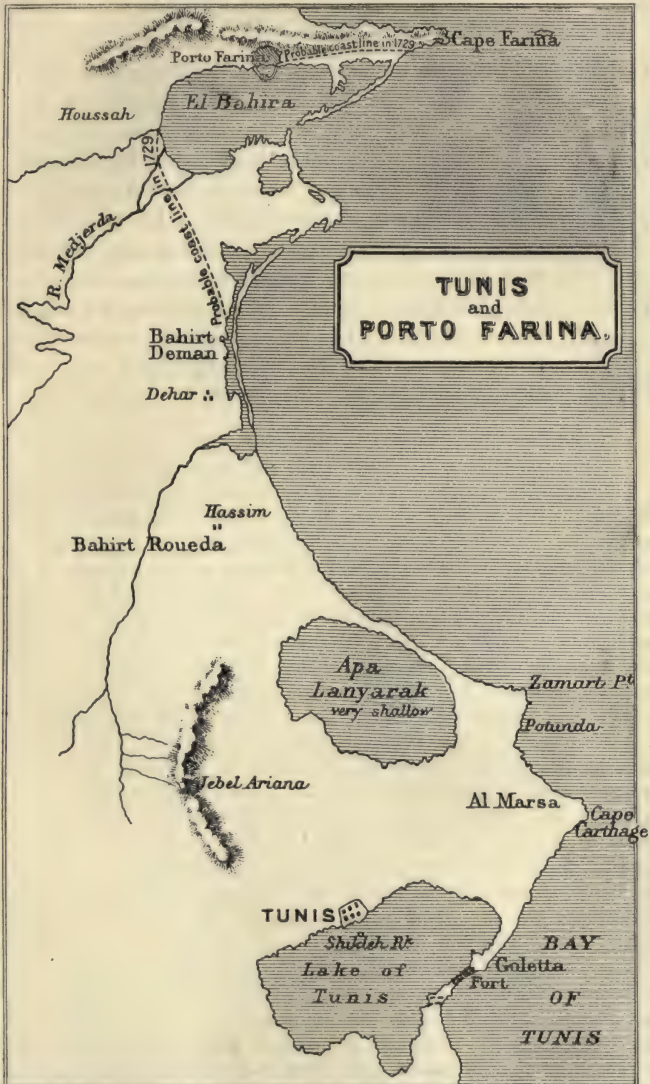 Cape Farina
Porto Farina
Probable coast line in 1729
El Bahira
Houssah
Probable coast line in 1729
R. Medjerda
TUNIS
and
PORTO FARINA.
Bahirt
Deman
Dehar
Hassim
Bahirt Roueda
Apa
Lanyarak
very shallow
Zamart Pt.
Potunda
Jebel Ariana
Al Marsa
Cape
Carthage
TUNIS
Shikleh Rk.
Lake of
Tunis
Goletta
Fort
BAY
OF
TUNIS